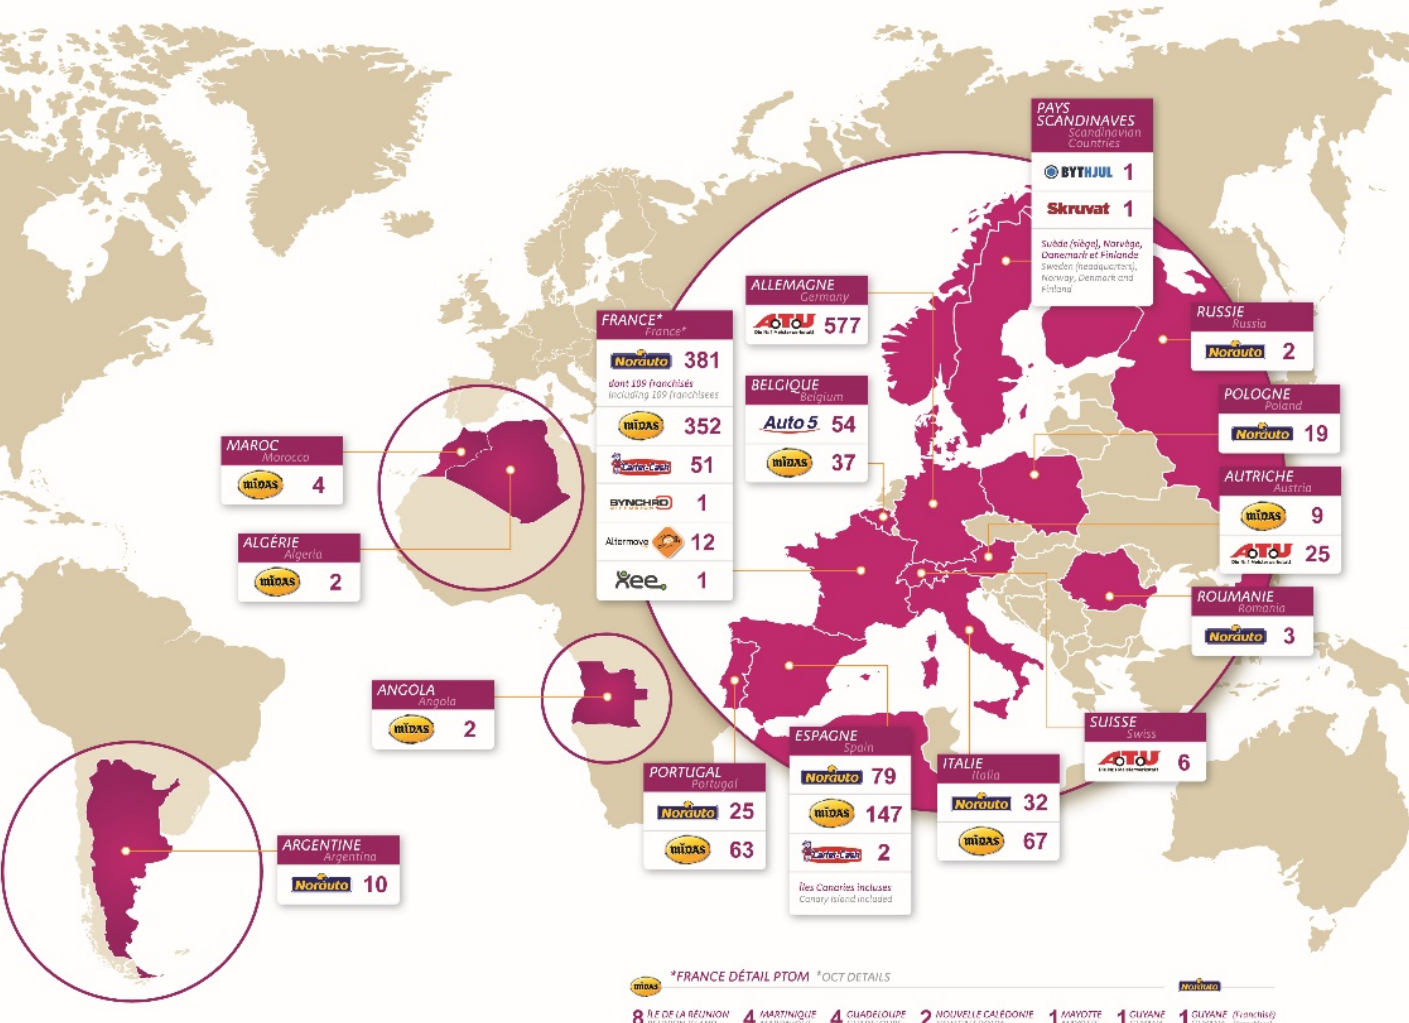 PAYS
SCANDINAVES
Scandinavian
Countries
BYTHJUL 1
Skruvat 1
Suède (siège), Norvège,
Danemark et Finlande
Sweden (headquarters),
Norway, Denmark and
Finland
ALLEMAGNE
Germany
ATU 577
FRANCE*
France*
Norauto 381
dont 189 franchisés
including 189 franchisees
MIDAS 352
Carter-Cash 51
SYNCHRO 1
DIFFUSION
Altermove 12
Xee 1
BELGIQUE
Belgium
Auto 5 54
MIDAS 37
RUSSIE
Russia
Norauto 2
POLOGNE
Poland
Norauto 19
AUTRICHE
Austria
MIDAS 9
ATU 25
ROUMANIE
Romania
Norauto 3
MAROC
Morocco
MIDAS 4
ALGÉRIE
Algeria
MIDAS 2
ANGOLA
Angola
MIDAS 2
SUISSE
Swiss
ATU 6
ESPAGNE
Spain
Norauto 79
MIDAS 147
Carter-Cash 2
Îles Canaries incluses
Canary island included
ITALIE
Italia
Norauto 32
MIDAS 67
PORTUGAL
Portugal
Norauto 25
MIDAS 63
ARGENTINE
Argentina
Norauto 10
MIDAS *FRANCE DÉTAIL PTOM *OCT DETAILS Norauto
8 ÎLE DE LA RÉUNION 4 MARTINIQUE 4 GUADELOUPE 2 NOUVELLE CALÉDONIE 1 MAYOTTE 1 GUYANE 1 GUYANE (Franchisé)